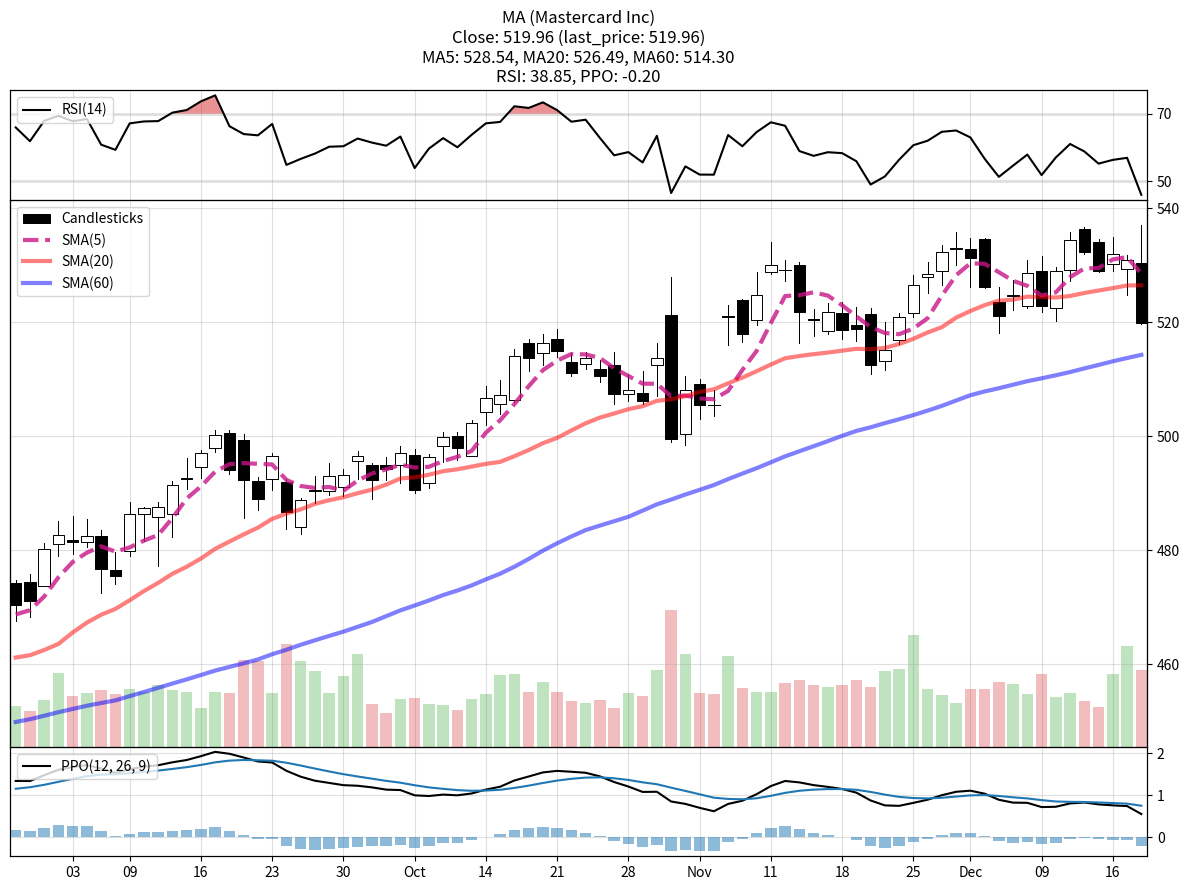 MA (Mastercard Inc)
Close: 519.96 (last_price: 519.96)
MA5: 528.54, MA20: 526.49, MA60: 514.30
RSI: 38.85, PPO: -0.20
RSI(14)
70
50
Candlesticks
SMA(5)
SMA(20)
SMA(60)
540
520
500
480
460
PPO(12, 26, 9)
2
1
0
03 09 16 23 30 Oct 14 21 28 Nov 11 18 25 Dec 09 16